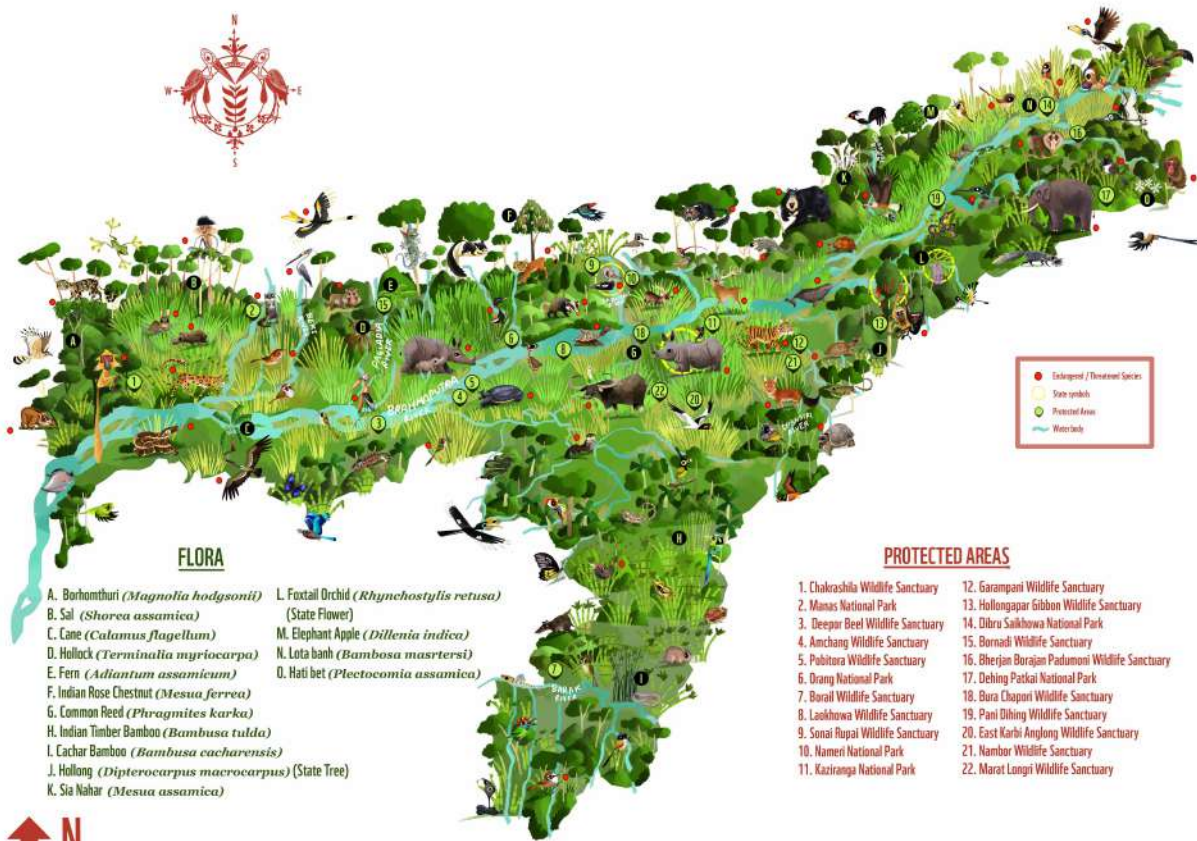 N
W
E
S
BRAHMAPUTRA
RIVER
PAGLADIA
RIVER
BEKI
BARAK
RIVER
Endangered / Threatened Species
State symbols
Protected Areas
Water body
FLORA
A. Borhomthuri (Magnolia hodgsonii)
B. Sal (Shorea assamica)
C. Cane (Calamus flagellum)
D. Hollock (Terminalia myriocarpa)
E. Fern (Adiantum assamicum)
F. Indian Rose Chestnut (Mesua ferrea)
G. Common Reed (Phragmites karka)
H. Indian Timber Bamboo (Bambusa tulda)
I. Cachar Bamboo (Bambusa cacharensis)
J. Hollong (Dipterocarpus macrocarpus) (State Tree)
K. Sia Nahar (Mesua assamica)
L. Foxtail Orchid (Rhynchostylis retusa)
(State Flower)
M. Elephant Apple (Dillenia indica)
N. Lota banh (Bambosa masrtersi)
O. Hati bet (Plectocomia assamica)
PROTECTED AREAS
1. Chakrashila Wildlife Sanctuary
2. Manas National Park
3. Deepor Beel Wildlife Sanctuary
4. Amchang Wildlife Sanctuary
5. Pobitora Wildlife Sanctuary
6. Orang National Park
7. Borail Wildlife Sanctuary
8. Laokhowa Wildlife Sanctuary
9. Sonai Rupai Wildlife Sanctuary
10. Nameri National Park
11. Kaziranga National Park
12. Garampani Wildlife Sanctuary
13. Hollongapar Gibbon Wildlife Sanctuary
14. Dibru Saikhowa National Park
15. Bornadi Wildlife Sanctuary
16. Bherjan Borajan Padumoni Wildlife Sanctuary
17. Dehing Patkai National Park
18. Bura Chapori Wildlife Sanctuary
19. Pani Dihing Wildlife Sanctuary
20. East Karbi Anglong Wildlife Sanctuary
21. Nambor Wildlife Sanctuary
22. Marat Longri Wildlife Sanctuary
N